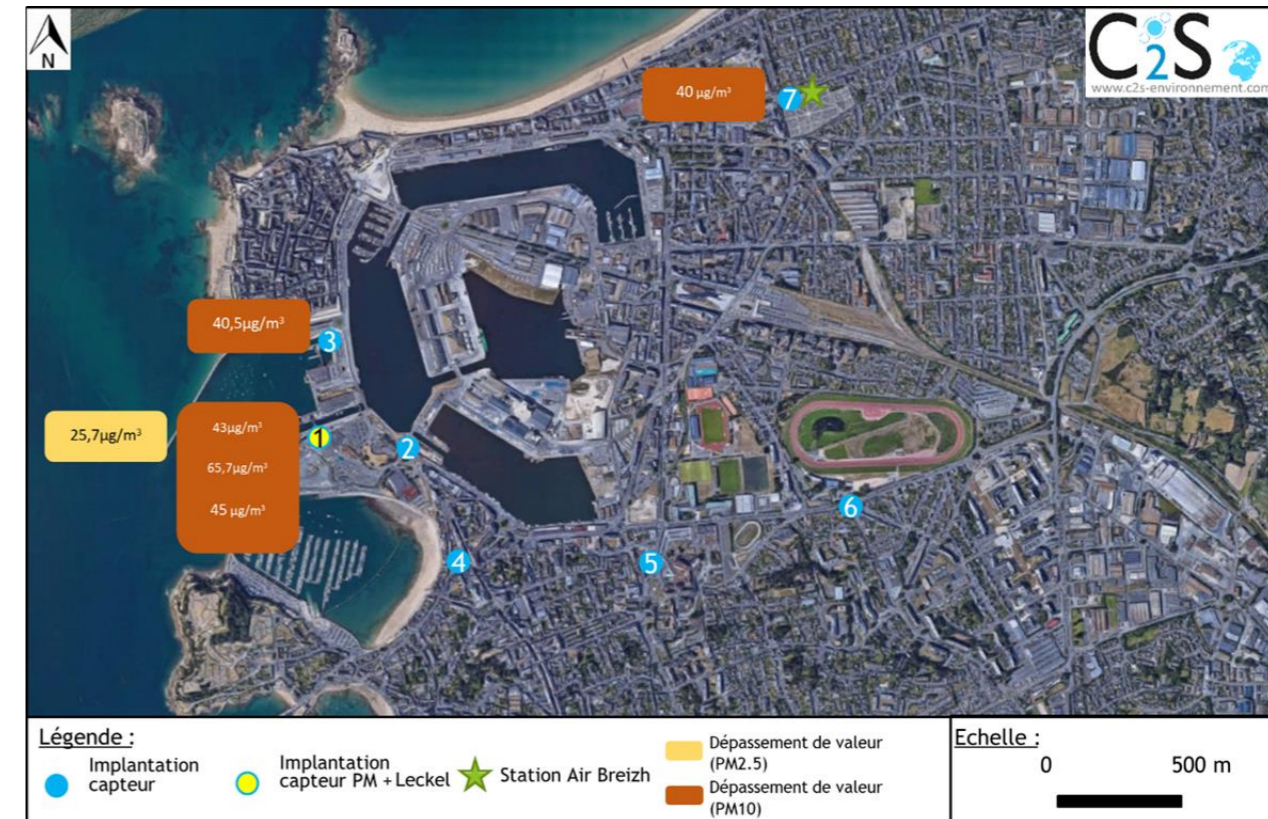 N
C2S
www.c2s-environnement.com
40 µg/m³
7
40,5µg/m³
3
25,7µg/m³
43µg/m³
65,7µg/m³
45 µg/m³
1
2
6
4
5
Légende :
Implantation
capteur
Implantation
capteur PM + Leckel
Station Air Breizh
Dépassement de valeur
(PM2.5)
Dépassement de valeur
(PM10)
Echelle :
0 500 m